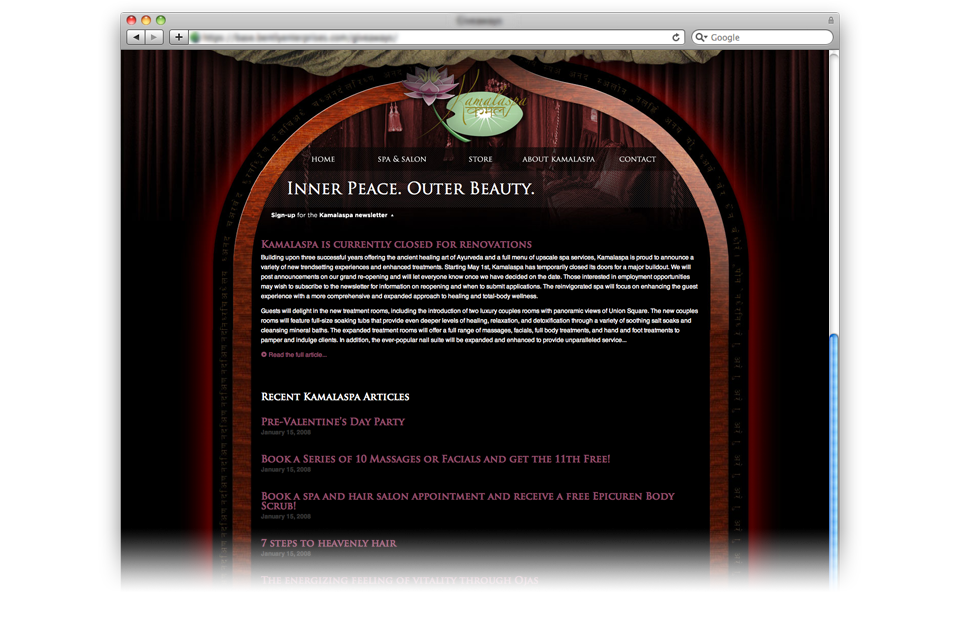 Google
Kamalaspa
कमल
HOME SPA & SALON STORE ABOUT KAMALASPA CONTACT
Inner Peace. Outer Beauty.
Sign-up for the Kamalaspa newsletter
Kamalaspa is currently closed for renovations
Building upon three successful years offering the ancient healing art of Ayurveda and a full menu of upscale spa services, Kamalaspa is proud to announce a
variety of new trendsetting experiences and enhanced treatments. Starting May 1st, Kamalaspa has temporarily closed its doors for a major buildout. We will
post announcements on our grand re-opening and will let everyone know once we have decided on the date. Those interested in employment opportunities
may wish to subscribe to the newsletter for information on reopening and when to submit applications. The reinvigorated spa will focus on enhancing the guest
experience with a more comprehensive and expanded approach to healing and total-body wellness.
Guests will delight in the new treatment rooms, including the introduction of two luxury couples rooms with panoramic views of Union Square. The new couples
rooms will feature full-size soaking tubs that provide even deeper levels of healing, relaxation, and detoxification through a variety of soothing salt soaks and
cleansing mineral baths. The expanded treatment rooms will offer a full range of massages, facials, full body treatments, and hand and foot treatments to
pamper and indulge clients. In addition, the ever-popular nail suite will be expanded and enhanced to provide unparalleled service...
Read the full article...
Recent Kamalaspa Articles
Pre-Valentine's Day Party
January 15, 2008
Book a Series of 10 Massages or Facials and get the 11th Free!
January 15, 2008
Book a spa and hair salon appointment and receive a free Epicuren Body
Scrub!
January 15, 2008
7 steps to heavenly hair
January 15, 2008
The energizing feeling of vitality through Ojas